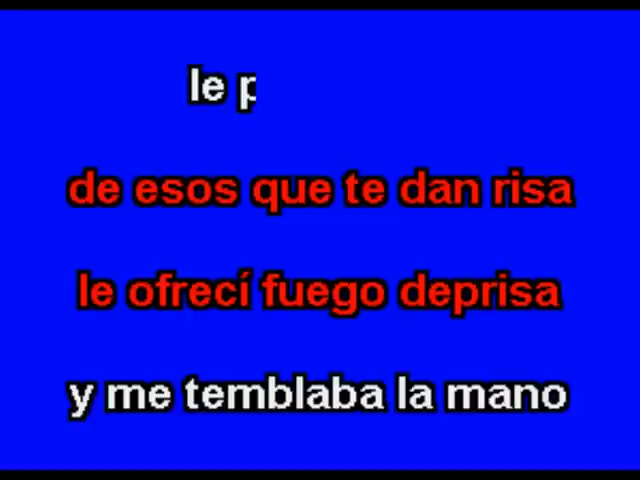 le p
de esos que te dan risa
le ofrecí fuego deprisa
y me temblaba la mano